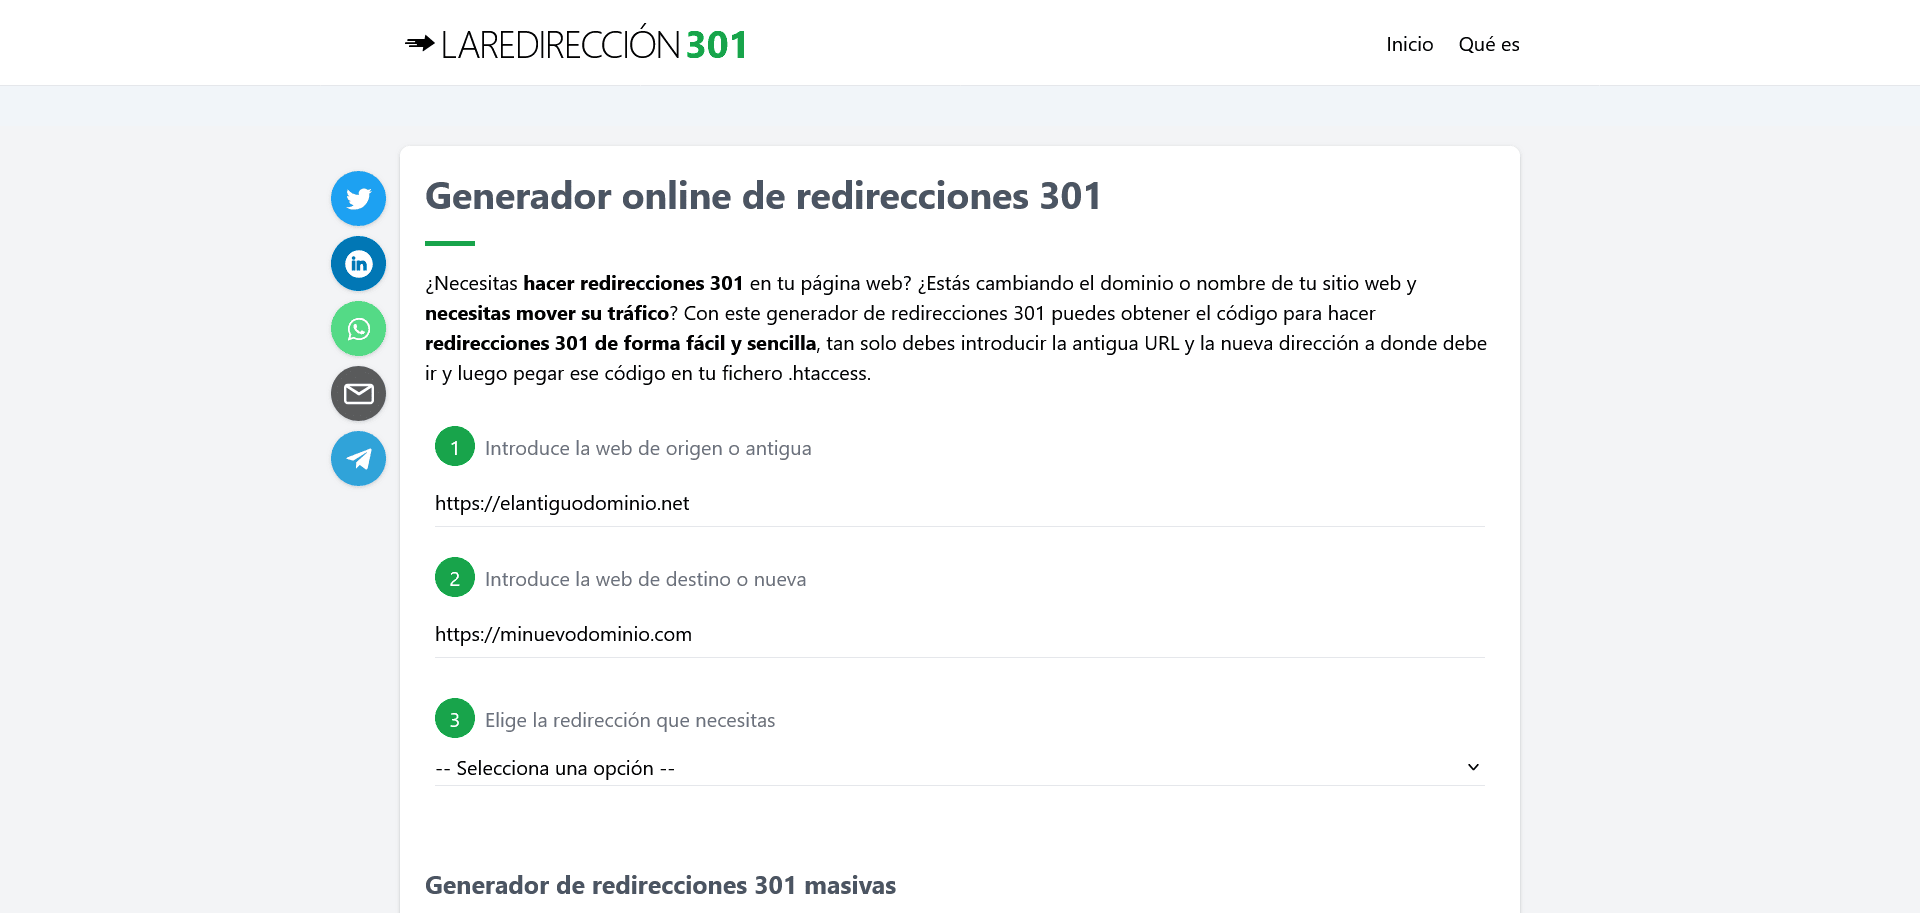 LAREDIRECCIÓN 301
Inicio
Qué es
Generador online de redirecciones 301
¿Necesitas hacer redirecciones 301 en tu página web? ¿Estás cambiando el dominio o nombre de tu sitio web y
necesitas mover su tráfico? Con este generador de redirecciones 301 puedes obtener el código para hacer
redirecciones 301 de forma fácil y sencilla, tan solo debes introducir la antigua URL y la nueva dirección a donde debe
ir y luego pegar ese código en tu fichero .htaccess.
1 Introduce la web de origen o antigua
https://elantiguodominio.net
2 Introduce la web de destino o nueva
https://minuevodominio.com
3 Elige la redirección que necesitas
-- Selecciona una opción --
Generador de redirecciones 301 masivas